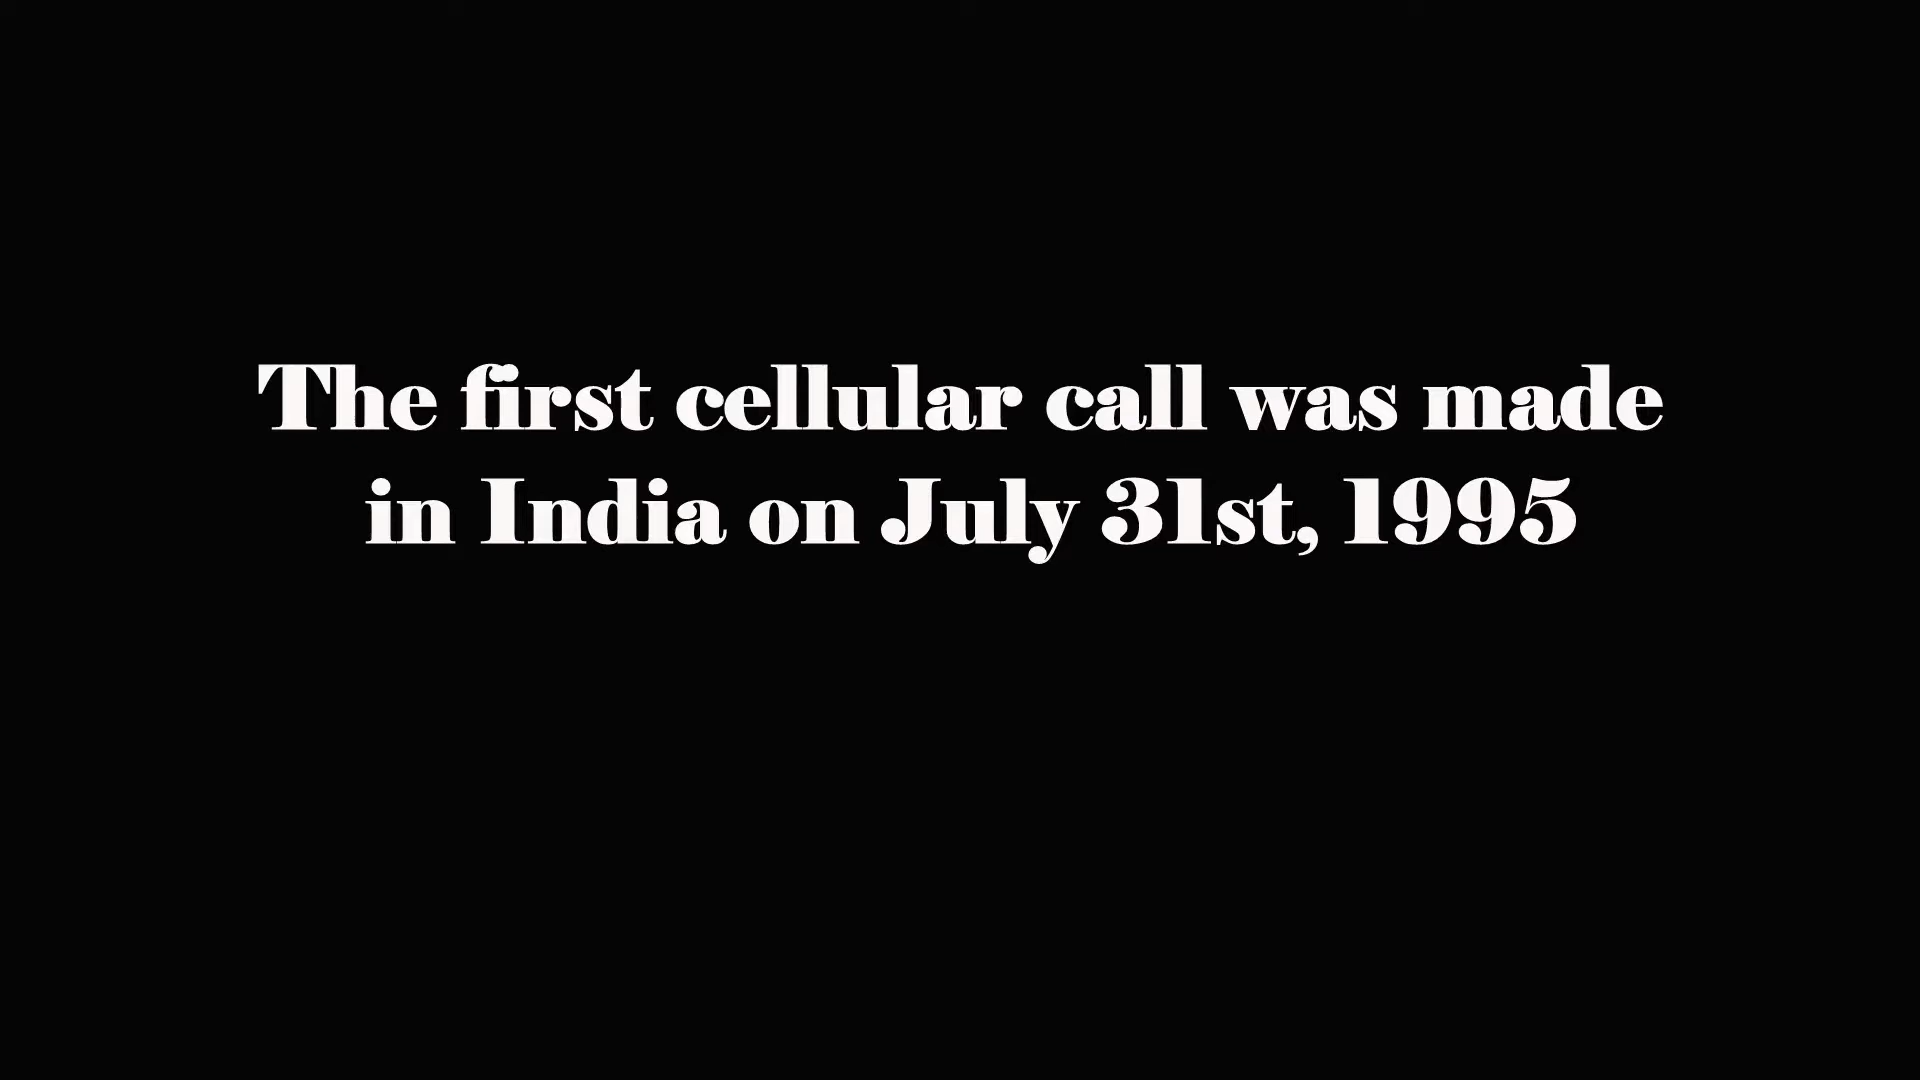 The first cellular call was made
in India on July 31st, 1995